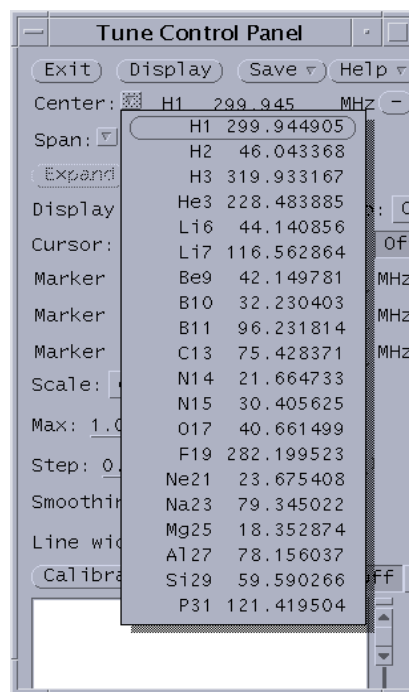 Tune Control Panel
Exit Display Save Help
Center: H1 299.945 MHz
H1 299.944905
Span:
H2 46.043368
Expand
H3 319.933167
He3 228.483885
Display
Li6 44.140856
Cursor:
Of
Li7 116.562864
Marker
Be9 42.149781
MHz
B10 32.230403
Marker
B11 96.231814
MHz
Marker
C13 75.428371
MHz
Scale:
N14 21.664733
N15 30.405625
Max: 1.0
O17 40.661499
F19 282.199523
Step: 0.
Ne21 23.675408
Smoothin
Na23 79.345022
Mg25 18.352874
Line wid
Al27 78.156037
Calibra
Si29 59.590266
ff
P31 121.419504